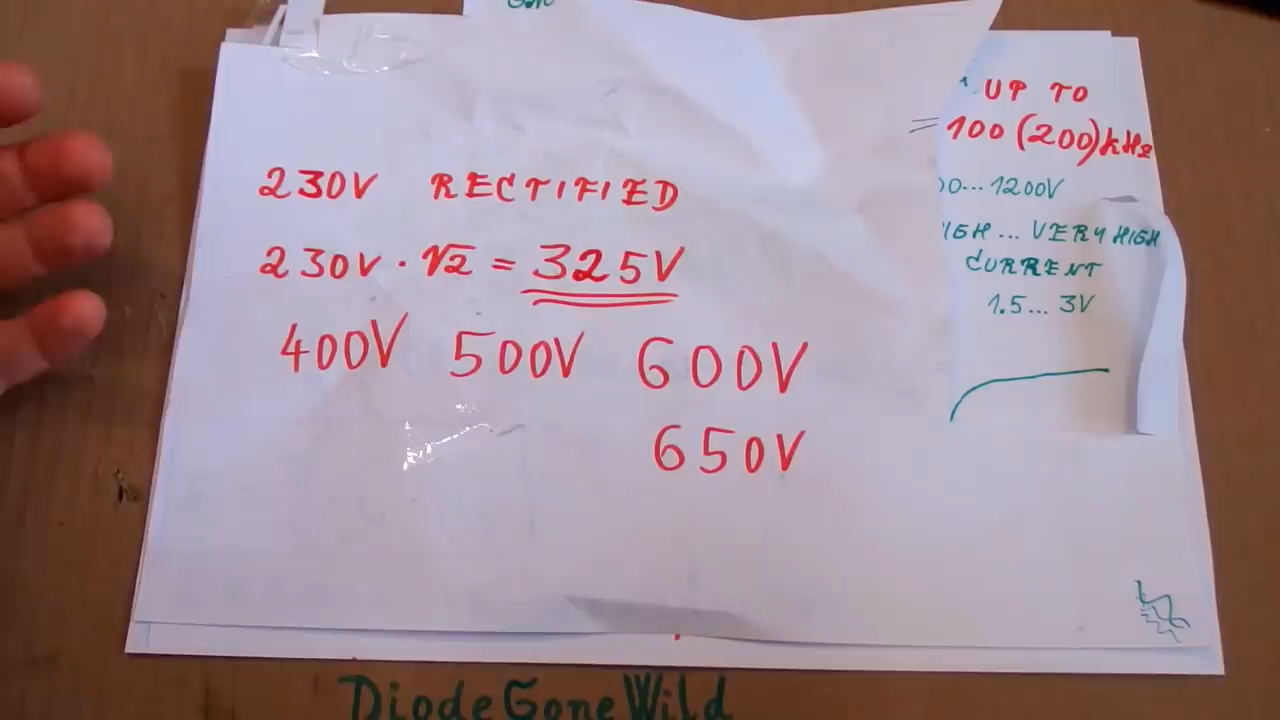 230V RECTIFIED
230V · √2 = 325V
400V 500V 600V
650V
UP TO
= 100 (200) kHz
... 1200V
... VERY HIGH
CURRENT
1.5... 3V
DiodeGoneWild